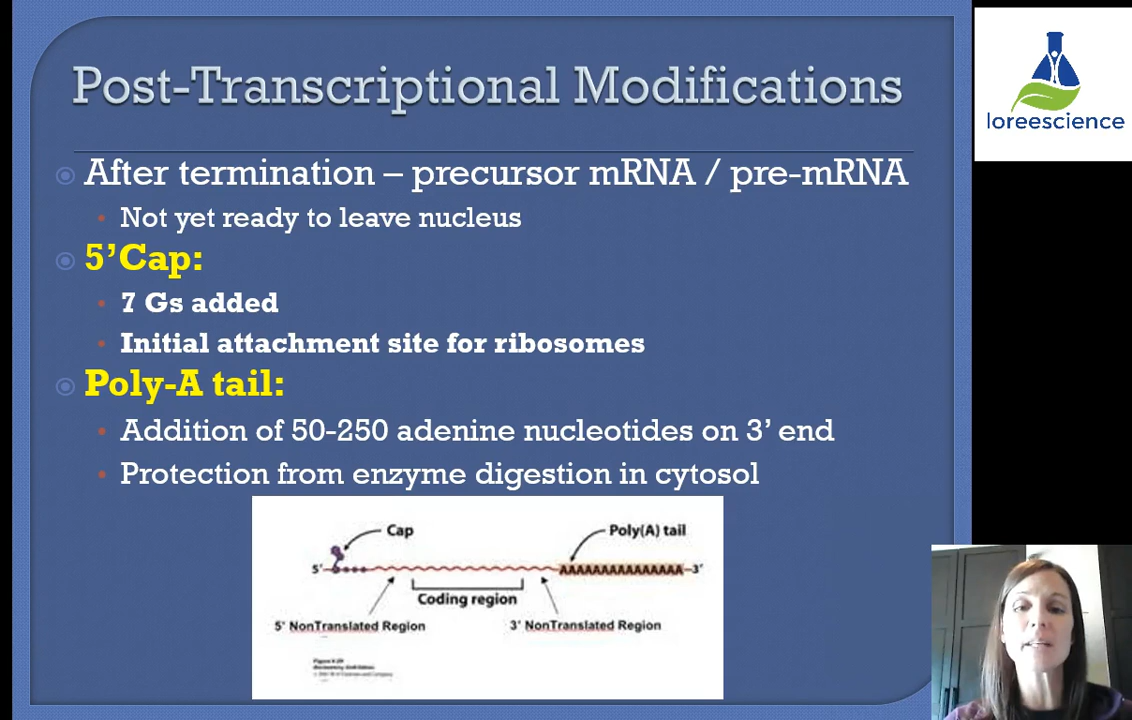 Post-Transcriptional Modifications
loreescience
After termination – precursor mRNA / pre-mRNA
Not yet ready to leave nucleus
5’Cap:
7 Gs added
Initial attachment site for ribosomes
Poly-A tail:
Addition of 50-250 adenine nucleotides on 3’ end
Protection from enzyme digestion in cytosol
Cap
Poly(A) tail
5'
AAAAAAAAAAAAAAA
3'
Coding region
5' NonTranslated Region
3' NonTranslated Region